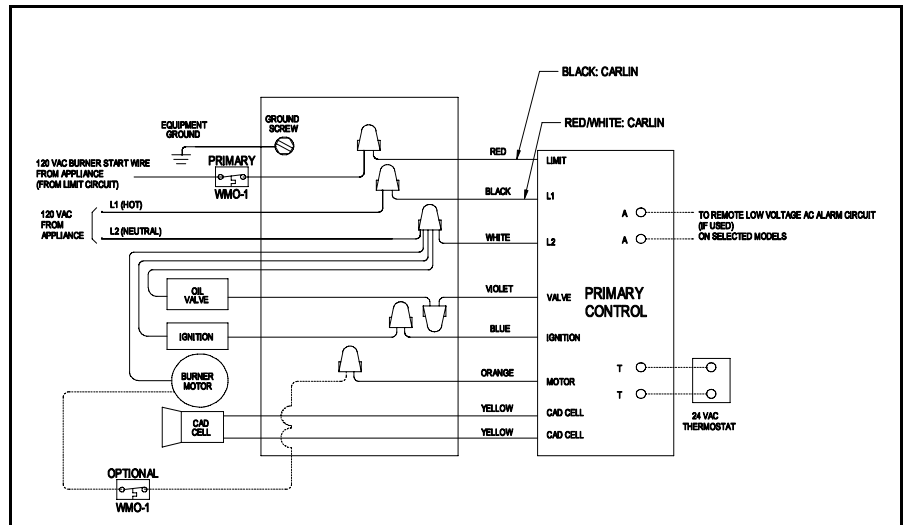 BLACK: CARLIN
RED/WHITE: CARLIN
EQUIPMENT
GROUND
GROUND
SCREW
PRIMARY
WMO-1
120 VAC BURNER START WIRE
FROM APPLIANCE
(FROM LIMIT CIRCUIT)
RED
LIMIT
BLACK
L1
120 VAC
FROM
APPLIANCE
L1 (HOT)
L2 (NEUTRAL)
WHITE
L2
A
A
TO REMOTE LOW VOLTAGE AC ALARM CIRCUIT
(IF USED)
ON SELECTED MODELS
OIL
VALVE
VIOLET
VALVE
PRIMARY
CONTROL
IGNITION
BLUE
IGNITION
BURNER
MOTOR
ORANGE
MOTOR
T
T
24 VAC
THERMOSTAT
CAD
CELL
YELLOW
CAD CELL
YELLOW
CAD CELL
OPTIONAL
WMO-1